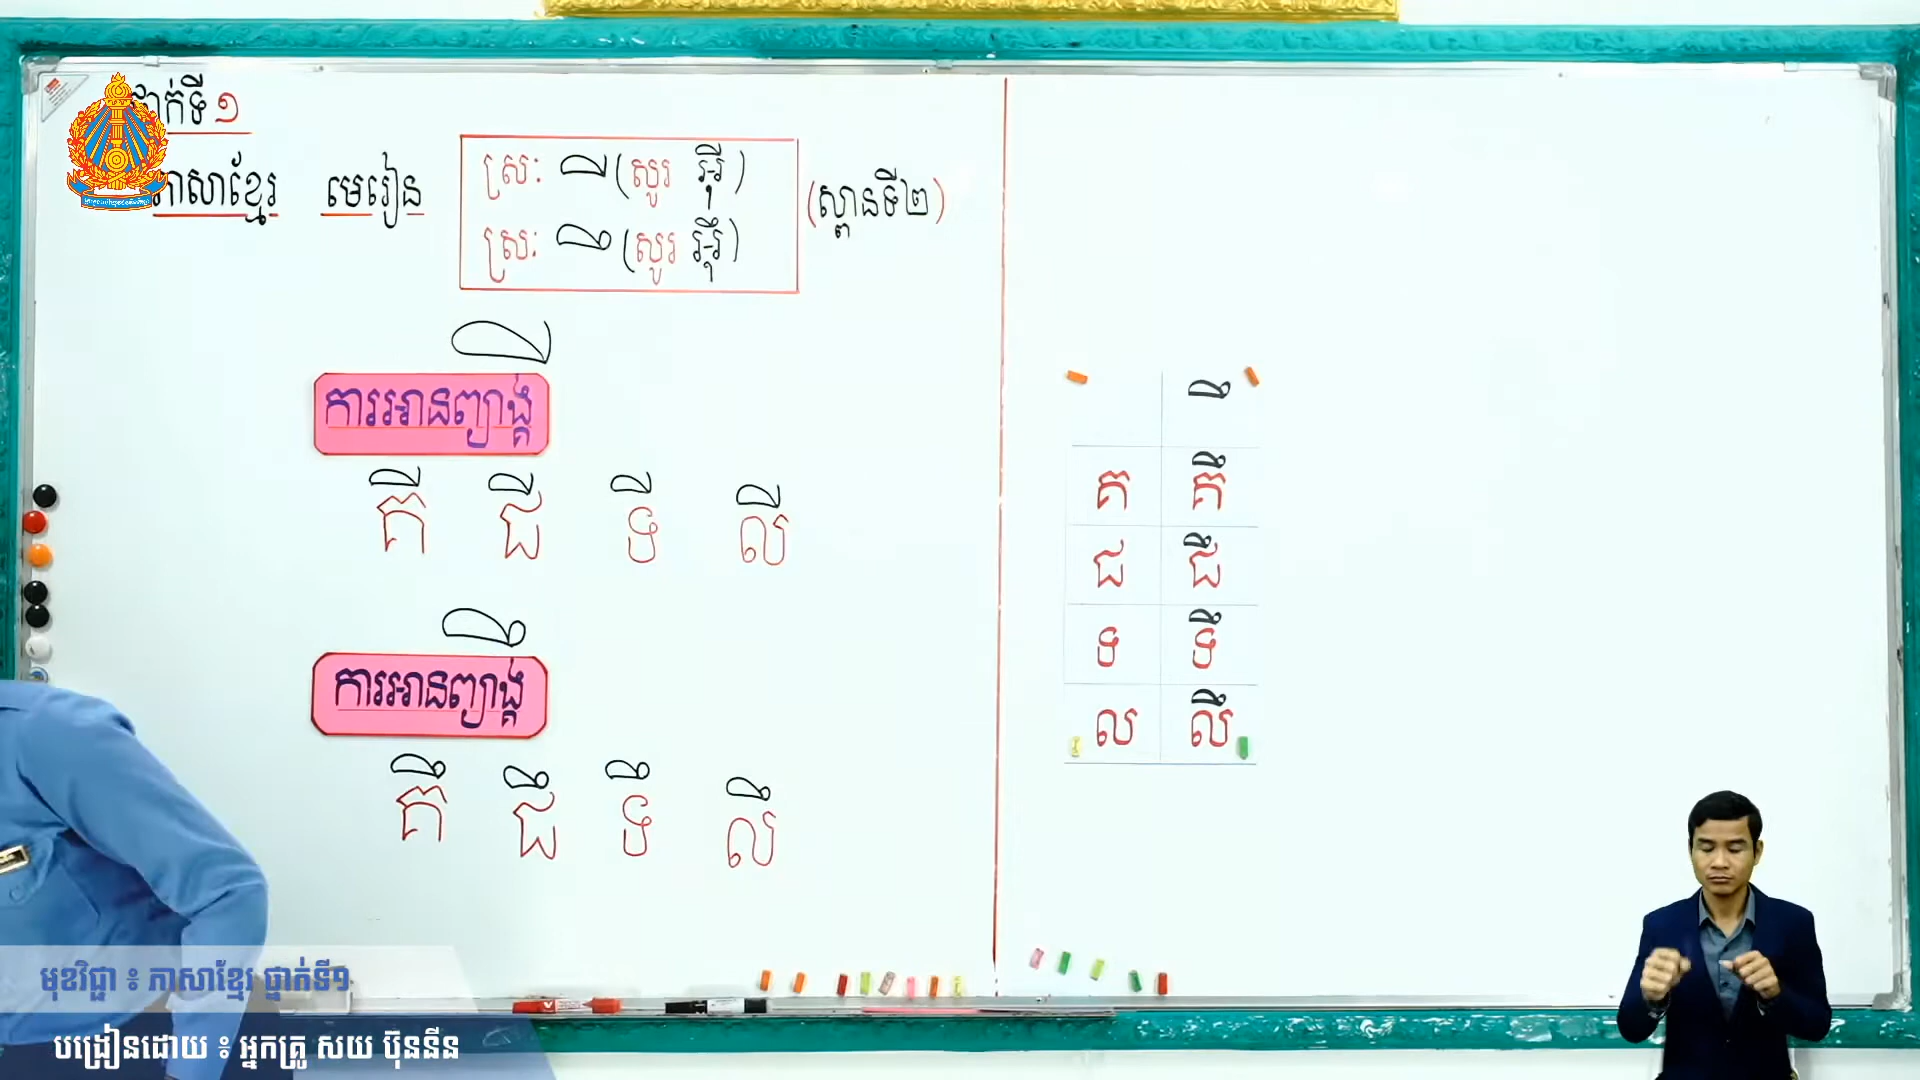 ថ្នាក់ទី ១
ភាសាខ្មែរ មេរៀន
ស្រៈ ី (សូរ អ៊ី)
ស្រៈ ឹ (សូរ អ៊ឹ)
(ស្ពានទី២)
ី
ការអានព្យាង្គ
គី ជី ទី លី
ឹ
ការអានព្យាង្គ
គឹ ជឹ ទឹ លឹ
ឹ
គ គឹ
ជ ជឹ
ទ ទឹ
ល លឹ
មុខវិជ្ជា ៖ ភាសាខ្មែរ ថ្នាក់ទី១
បង្រៀនដោយ ៖ អ្នកគ្រូ សយ ប៊ុននីន